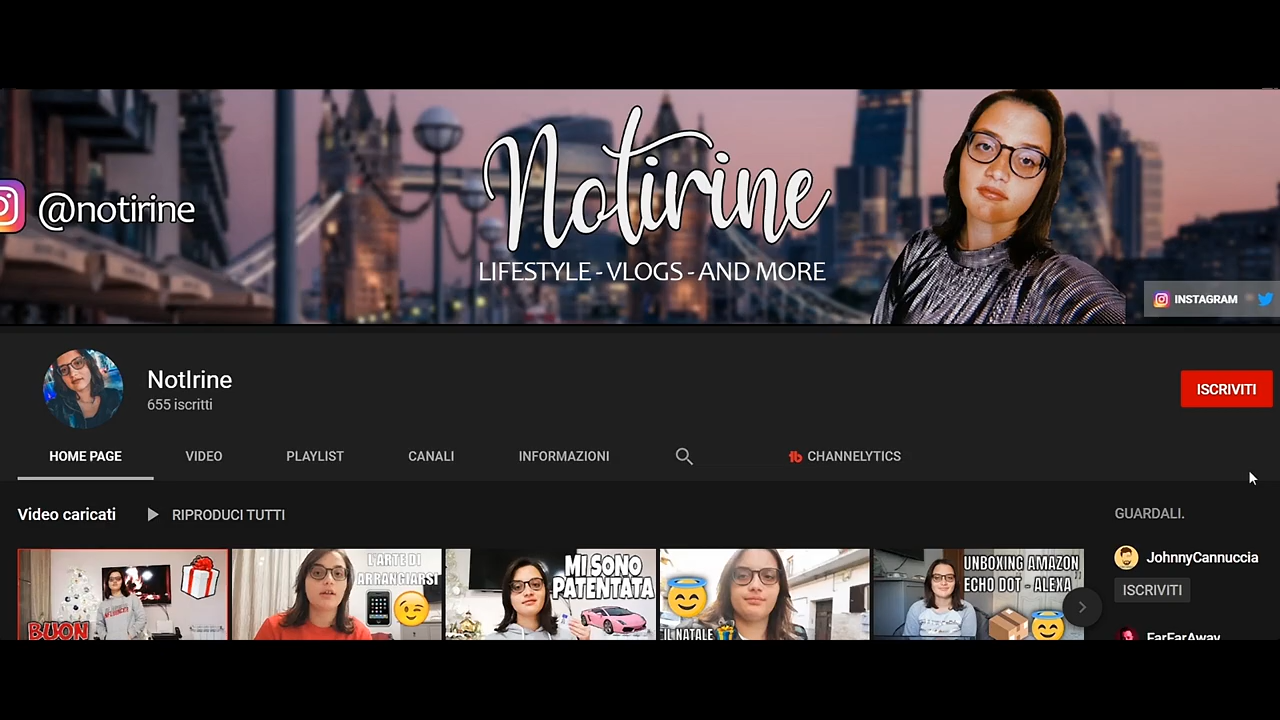 @notirine
Notirine
LIFESTYLE - VLOGS - AND MORE
INSTAGRAM
NotIrine
655 iscritti
ISCRIVITI
HOME PAGE
VIDEO
PLAYLIST
CANALI
INFORMAZIONI
CHANNELYTICS
Video caricati
RIPRODUCI TUTTI
GUARDALI.
BUON
L'ARTE DI
ARRANGIARSI
MI SONO
PATENTATA
IL NATALE
UNBOXING AMAZON
ECHO DOT - ALEXA
JohnnyCannuccia
ISCRIVITI
FarFarAway